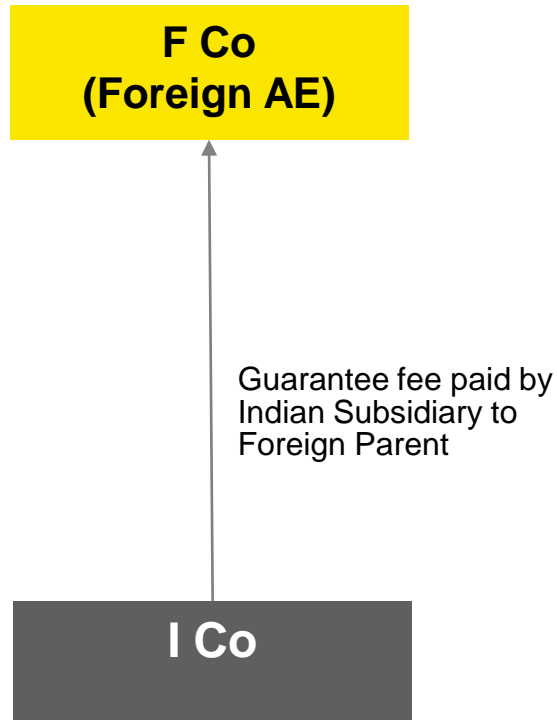 F Co
(Foreign AE)
Guarantee fee paid by
Indian Subsidiary to
Foreign Parent
I Co